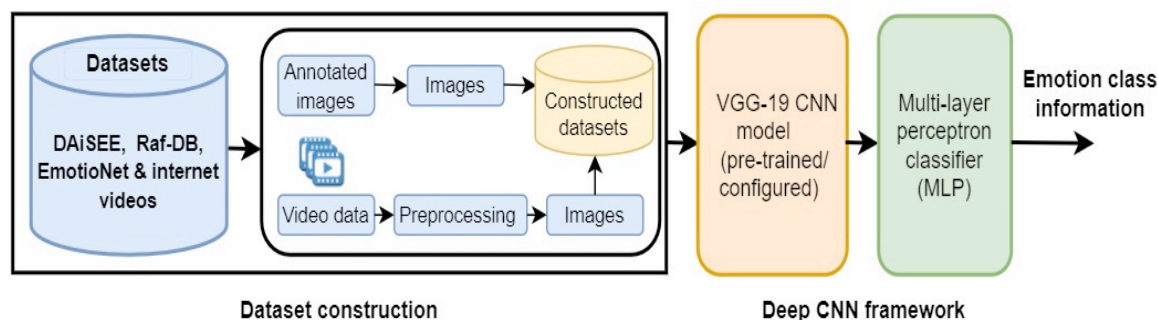 Datasets
DAiSEE, Raf-DB,
EmotioNet & internet
videos
Annotated
images
Images
Constructed
datasets
Video data
Preprocessing
Images
VGG-19 CNN
model
(pre-trained/
configured)
Multi-layer
perceptron
classifier
(MLP)
Emotion class
information
Dataset construction
Deep CNN framework